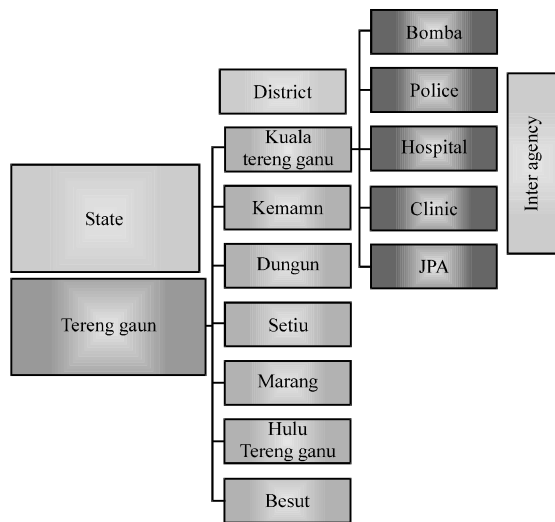 State
Tereng gaun
District
Kuala
tereng ganu
Kemamn
Dungun
Setiu
Marang
Hulu
Tereng ganu
Besut
Bomba
Police
Hospital
Clinic
JPA
Inter agency